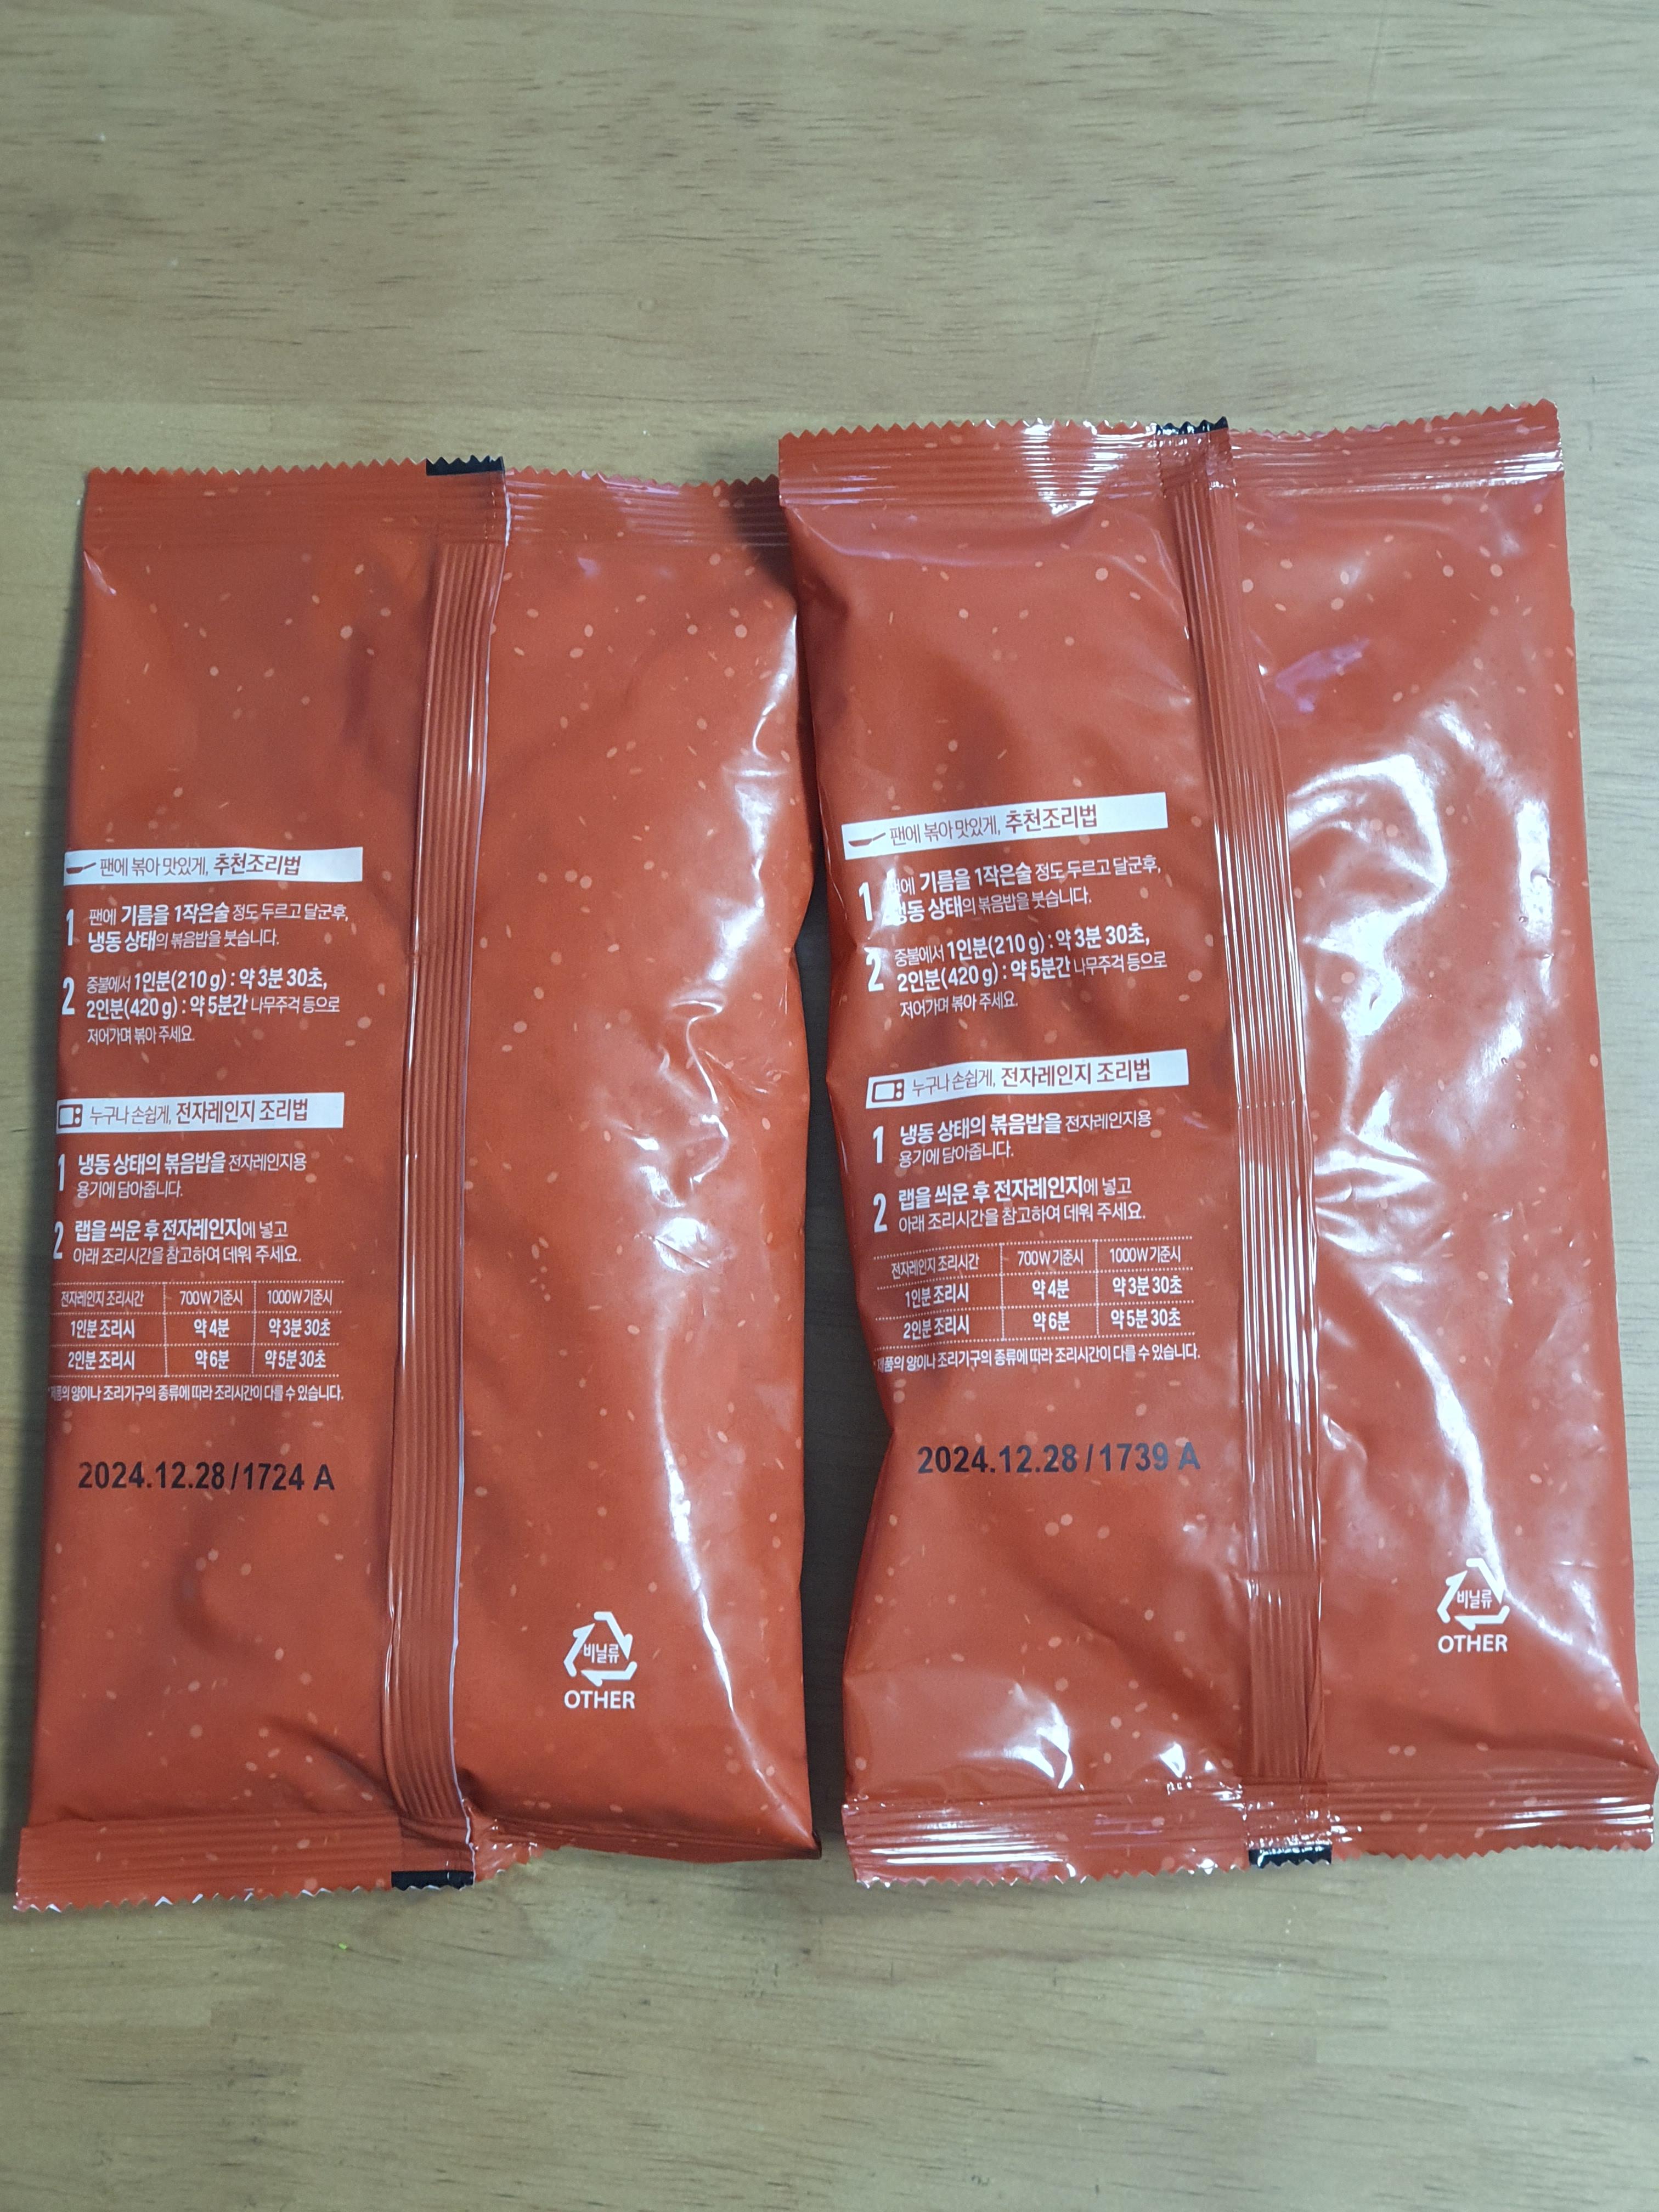 팬에 볶아 맛있게, 추천조리법
1 팬에 기름을 1작은술 정도 두르고 달군후,
냉동 상태의 볶음밥을 붓습니다.
2 중불에서 1인분(210 g) : 약 3분 30초,
2인분(420 g) : 약 5분간 나무주걱 등으로
저어가며 볶아 주세요.
누구나 손쉽게, 전자레인지 조리법
1 냉동 상태의 볶음밥을 전자레인지용
용기에 담아줍니다.
2 랩을 씌운 후 전자레인지에 넣고
아래 조리시간을 참고하여 데워 주세요.
전자레인지 조리시간 700W 기준시 1000W 기준시
1인분 조리시 약 4분 약 3분 30초
2인분 조리시 약 6분 약 5분 30초
*제품의 양이나 조리기구의 종류에 따라 조리시간이 다를 수 있습니다.
2024.12.28/1724 A
비닐류
OTHER
팬에 볶아 맛있게, 추천조리법
1 팬에 기름을 1작은술 정도 두르고 달군후,
냉동 상태의 볶음밥을 붓습니다.
2 중불에서 1인분(210 g) : 약 3분 30초,
2인분(420 g) : 약 5분간 나무주걱 등으로
저어가며 볶아 주세요.
누구나 손쉽게, 전자레인지 조리법
1 냉동 상태의 볶음밥을 전자레인지용
용기에 담아줍니다.
2 랩을 씌운 후 전자레인지에 넣고
아래 조리시간을 참고하여 데워 주세요.
전자레인지 조리시간 700W 기준시 1000W 기준시
1인분 조리시 약 4분 약 3분 30초
2인분 조리시 약 6분 약 5분 30초
*제품의 양이나 조리기구의 종류에 따라 조리시간이 다를 수 있습니다.
2024.12.28/1739 A
비닐류
OTHER